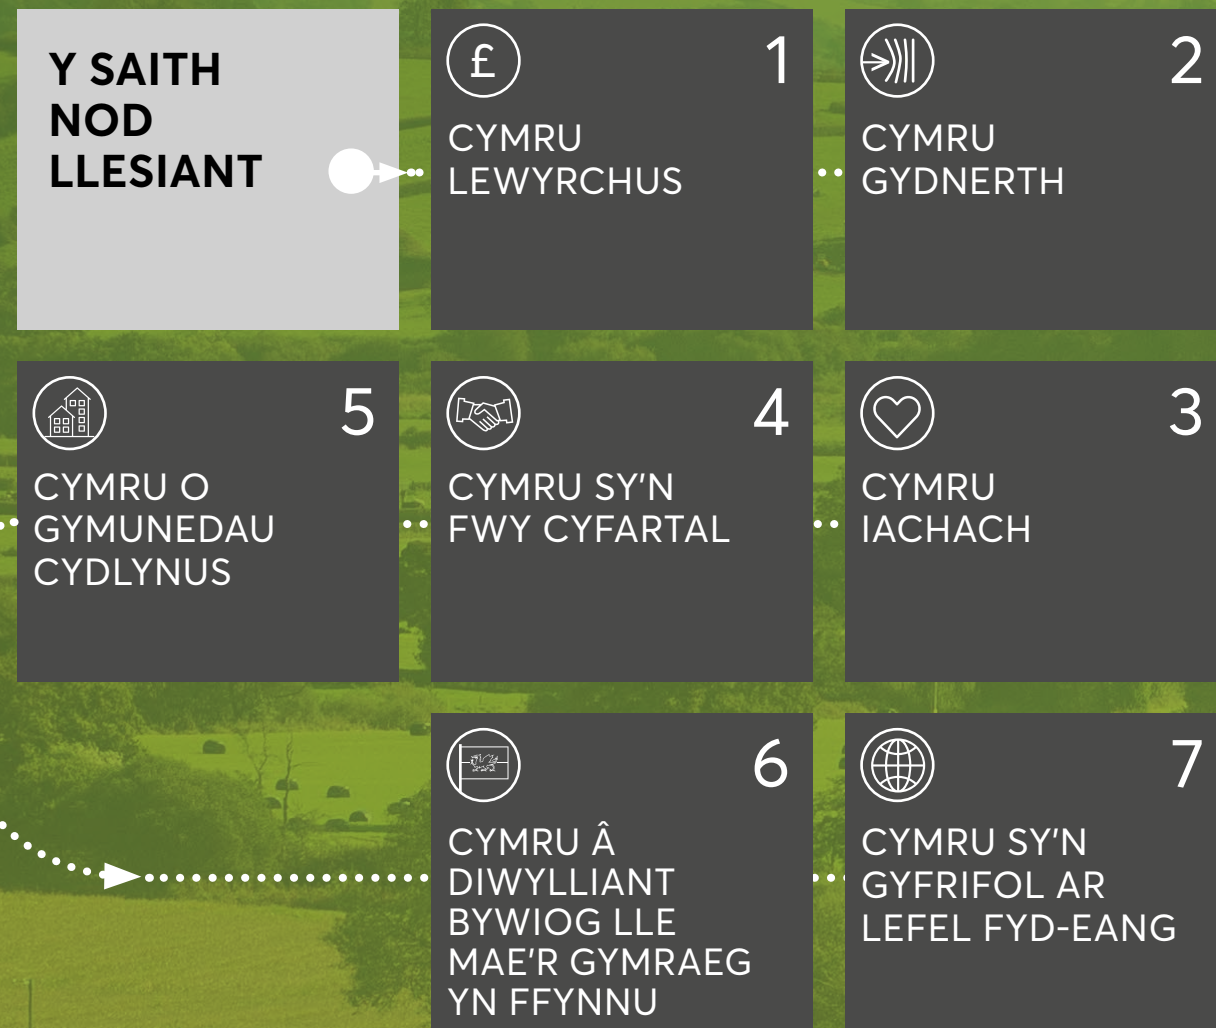 Y SAITH
NOD
LLESIANT
£
1
CYMRU
LEWYRCHUS
2
CYMRU
GYDNERTH
3
CYMRU
IACHACH
4
CYMRU SY'N
FWY CYFARTAL
5
CYMRU O
GYMUNEDAU
CYDLYNUS
6
CYMRU Â
DIWYLLIANT
BYWIOG LLE
MAE'R GYMRAEG
YN FFYNNU
7
CYMRU SY'N
GYFRIFOL AR
LEFEL FYD-EANG